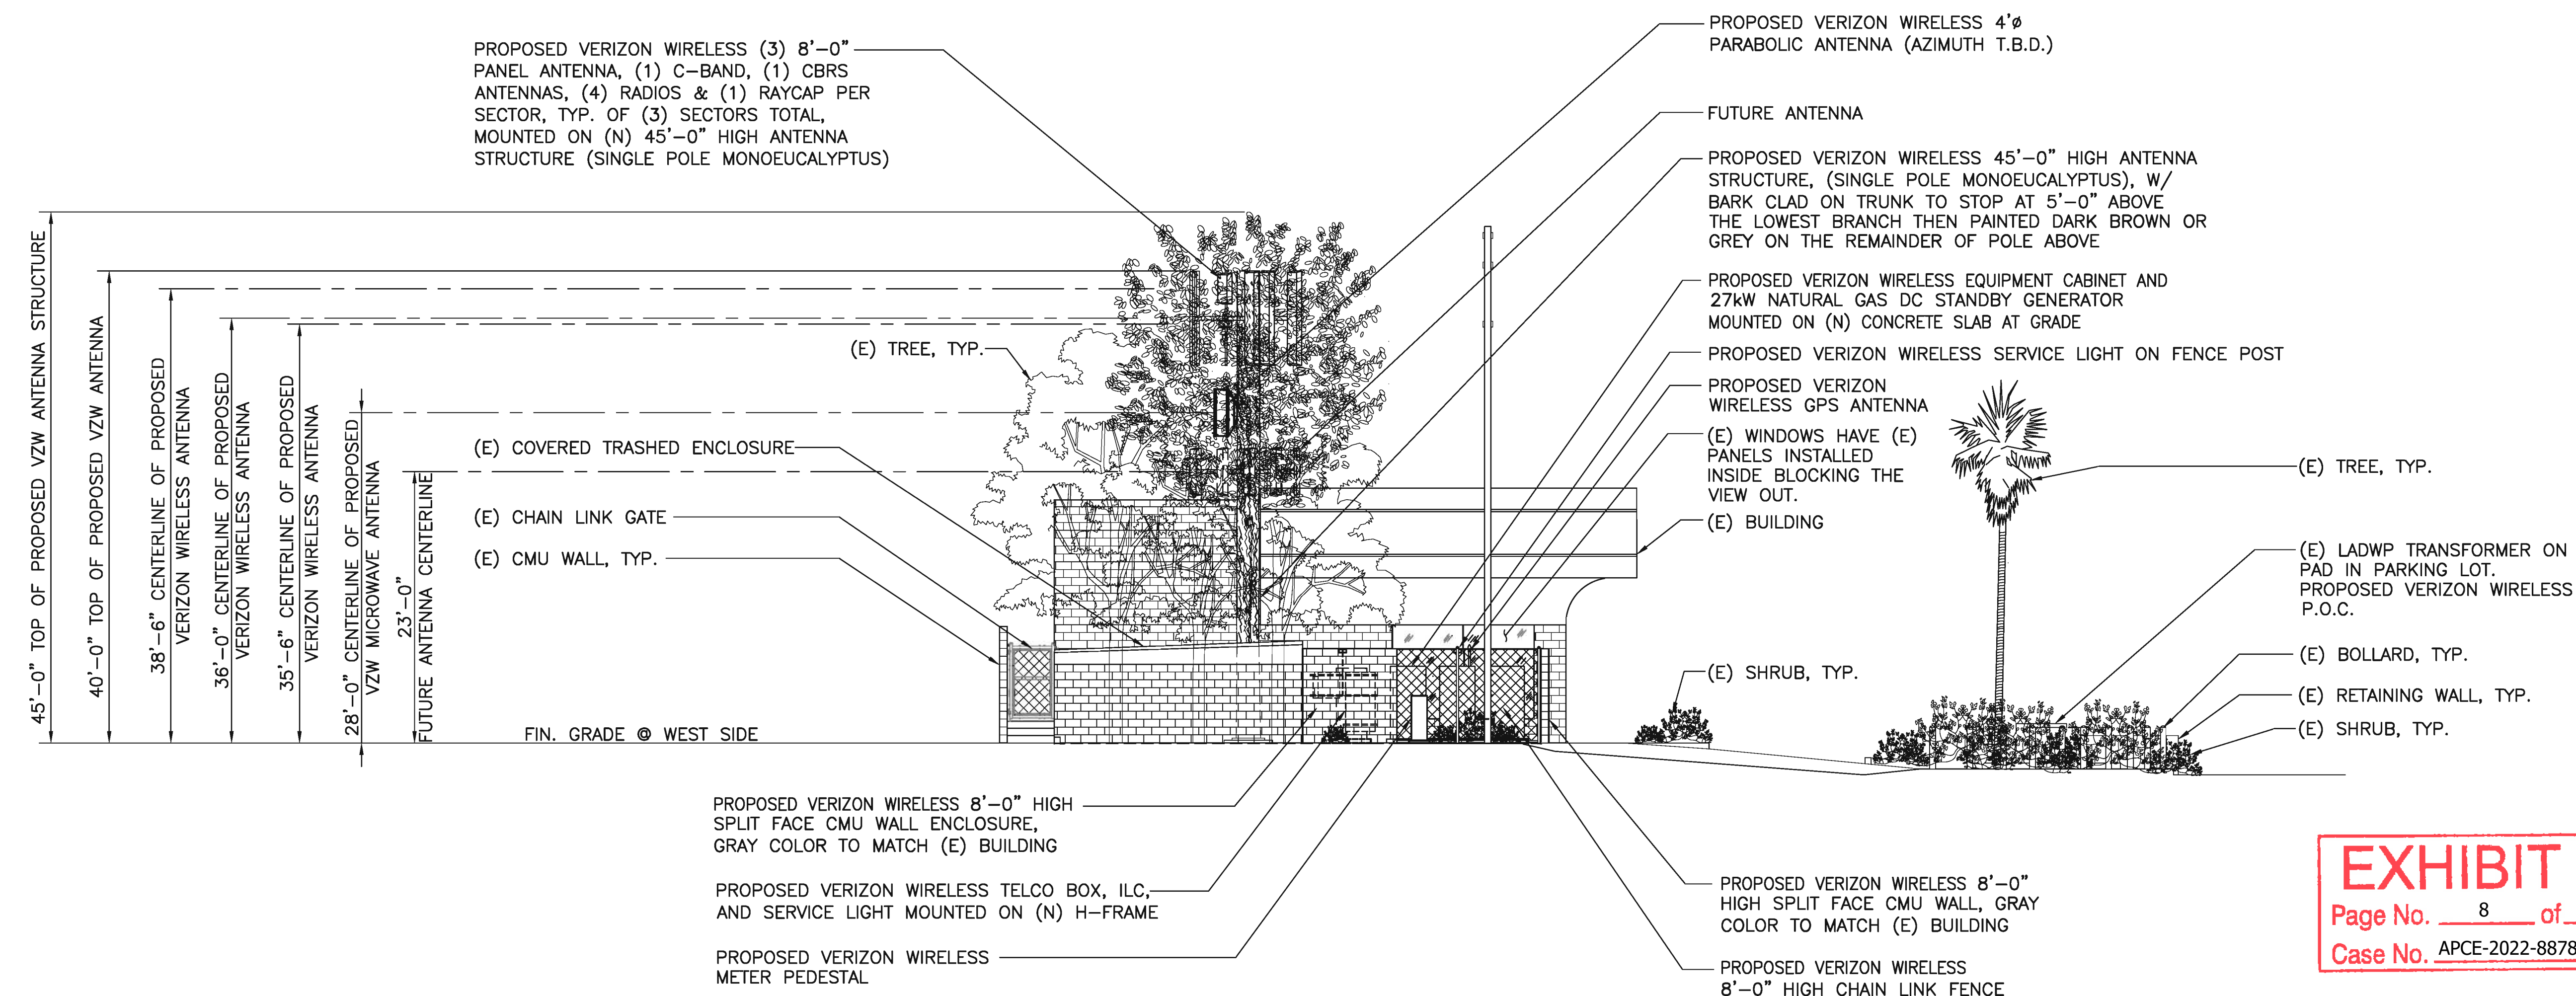 PROPOSED VERIZON WIRELESS (3) 8'-0"
PANEL ANTENNA, (1) C-BAND, (1) CBRS
ANTENNAS, (4) RADIOS & (1) RAYCAP PER
SECTOR, TYP. OF (3) SECTORS TOTAL,
MOUNTED ON (N) 45'-0" HIGH ANTENNA
STRUCTURE (SINGLE POLE MONOEUCALYPTUS)
PROPOSED VERIZON WIRELESS 4'ø
PARABOLIC ANTENNA (AZIMUTH T.B.D.)
FUTURE ANTENNA
PROPOSED VERIZON WIRELESS 45'-0" HIGH ANTENNA
STRUCTURE, (SINGLE POLE MONOEUCALYPTUS), W/
BARK CLAD ON TRUNK TO STOP AT 5'-0" ABOVE
THE LOWEST BRANCH THEN PAINTED DARK BROWN OR
GREY ON THE REMAINDER OF POLE ABOVE
PROPOSED VERIZON WIRELESS EQUIPMENT CABINET AND
27kW NATURAL GAS DC STANDBY GENERATOR
MOUNTED ON (N) CONCRETE SLAB AT GRADE
PROPOSED VERIZON WIRELESS SERVICE LIGHT ON FENCE POST
PROPOSED VERIZON
WIRELESS GPS ANTENNA
(E) WINDOWS HAVE (E)
PANELS INSTALLED
INSIDE BLOCKING THE
VIEW OUT.
(E) BUILDING
45'-0" TOP OF PROPOSED VZW ANTENNA STRUCTURE
40'-0" TOP OF PROPOSED VZW ANTENNA
38'-6" CENTERLINE OF PROPOSED
VERIZON WIRELESS ANTENNA
36'-0" CENTERLINE OF PROPOSED
VERIZON WIRELESS ANTENNA
35'-6" CENTERLINE OF PROPOSED
VERIZON WIRELESS ANTENNA
28'-0" CENTERLINE OF PROPOSED
VZW MICROWAVE ANTENNA
23'-0"
FUTURE ANTENNA CENTERLINE
(E) TREE, TYP.
(E) COVERED TRASHED ENCLOSURE
(E) CHAIN LINK GATE
(E) CMU WALL, TYP.
FIN. GRADE @ WEST SIDE
(E) SHRUB, TYP.
(E) TREE, TYP.
(E) LADWP TRANSFORMER ON
PAD IN PARKING LOT.
PROPOSED VERIZON WIRELESS
P.O.C.
(E) BOLLARD, TYP.
(E) RETAINING WALL, TYP.
(E) SHRUB, TYP.
PROPOSED VERIZON WIRELESS 8'-0" HIGH
SPLIT FACE CMU WALL ENCLOSURE,
GRAY COLOR TO MATCH (E) BUILDING
PROPOSED VERIZON WIRELESS TELCO BOX, ILC,
AND SERVICE LIGHT MOUNTED ON (N) H-FRAME
PROPOSED VERIZON WIRELESS
METER PEDESTAL
PROPOSED VERIZON WIRELESS 8'-0"
HIGH SPLIT FACE CMU WALL, GRAY
COLOR TO MATCH (E) BUILDING
PROPOSED VERIZON WIRELESS
8'-0" HIGH CHAIN LINK FENCE
EXHIBIT
Page No. 8 of
Case No. APCE-2022-8878